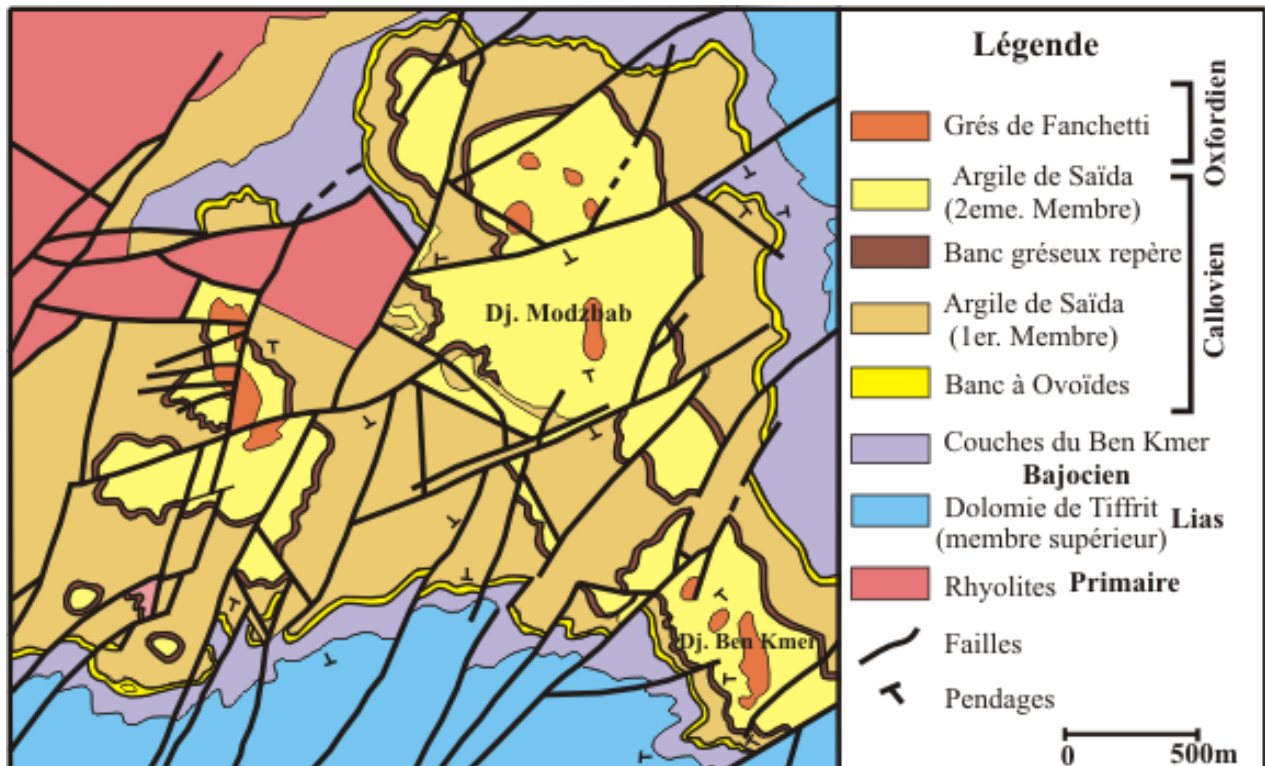 Légende
Oxfordien
Grés de Fanchetti
Argile de Saïda
(2eme. Membre)
Banc gréseux repère
Callovien
Argile de Saïda
(1er. Membre)
Banc à Ovoïdes
Couches du Ben Kmer
Bajocien
Dolomie de Tiffrit Lias
(membre supérieur)
Rhyolites Primaire
Failles
Pendages
0 500m
Dj. Modzbab
Dj. Ben Kmer